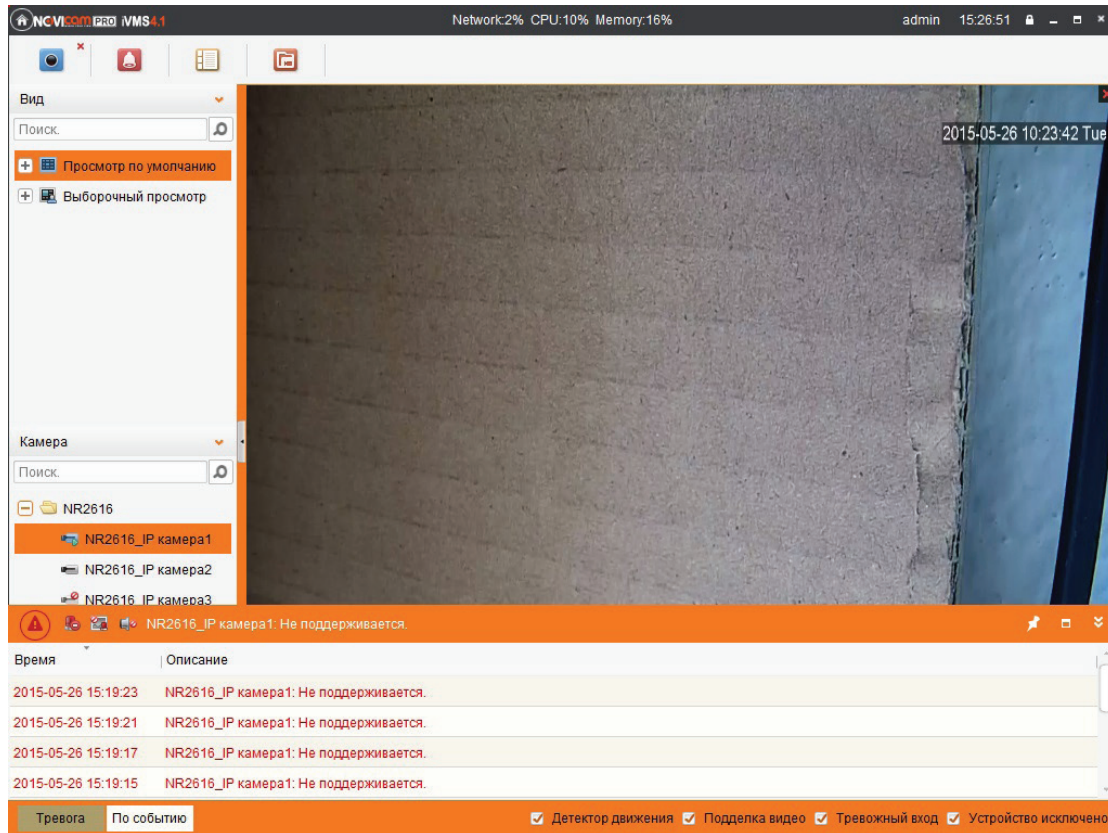 NOVICOM PRO iVMS4.1 Network:2% CPU:10% Memory:16% admin 15:26:51
Вид
Поиск.
Просмотр по умолчанию
Выборочный просмотр
2015-05-26 10:23:42 Tue
Камера
Поиск.
NR2616
NR2616_IP камера1
NR2616_IP камера2
NR2616_IP камера3
NR2616_IP камера1: Не поддерживается.
Время Описание
2015-05-26 15:19:23 NR2616_IP камера1: Не поддерживается.
2015-05-26 15:19:21 NR2616_IP камера1: Не поддерживается.
2015-05-26 15:19:17 NR2616_IP камера1: Не поддерживается.
2015-05-26 15:19:15 NR2616_IP камера1: Не поддерживается.
Тревога По событию Детектор движения Подделка видео Тревожный вход Устройство исключено